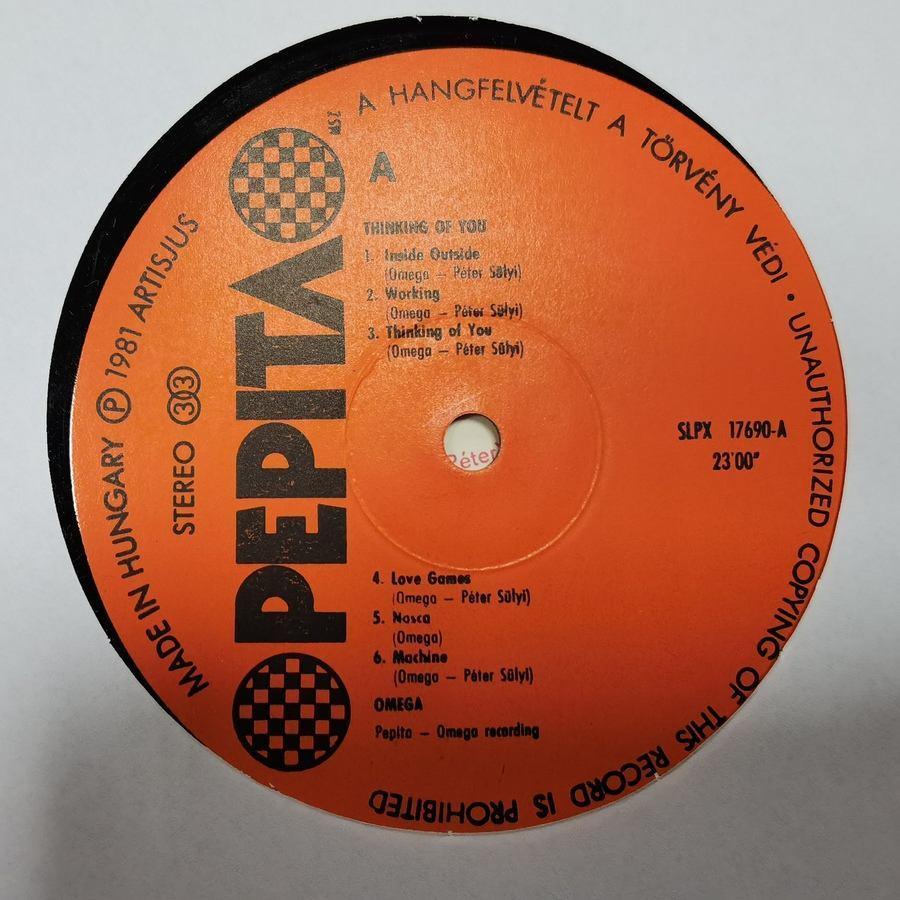 A HANGFELVÉTELT A TÖRVÉNY VÉDI • UNAUTHORIZED COPYING OF THIS RECORD IS PROHIBITED
MADE IN HUNGARY Ⓟ 1981 ARTISJUS
STEREO 33
PEPITA
MSZ
A
THINKING OF YOU
1. Inside Outside
(Omega – Péter Sülyi)
2. Working
(Omega – Péter Sülyi)
3. Thinking of You
(Omega – Péter Sülyi)
SLPX 17690-A
23'00"
Péter
4. Love Games
(Omega – Péter Sülyi)
5. Nasca
(Omega)
6. Machine
(Omega – Péter Sülyi)
OMEGA
Pepita – Omega recording